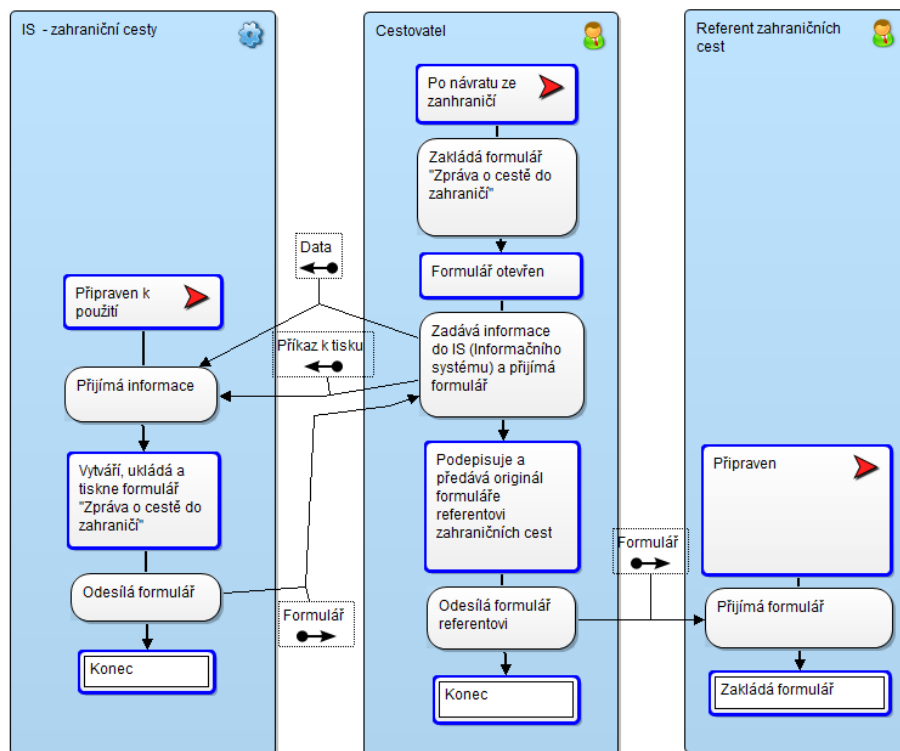 IS - zahraniční cesty
Připraven k
použití
Přijímá informace
Vytváří, ukládá a
tiskne formulář
"Zpráva o cestě do
zahraničí"
Odesílá formulář
Konec
Data
Příkaz k tisku
Formulář
Cestovatel
Po návratu ze
zanhraničí
Zakládá formulář
"Zpráva o cestě do
zahraničí"
Formulář otevřen
Zadává informace
do IS (Informačního
systému) a přijímá
formulář
Podepisuje a
předává originál
formuláře
referentovi
zahraničních cest
Odesílá formulář
referentovi
Konec
Formulář
Referent zahraničních
cest
Připraven
Přijímá formulář
Zakládá formulář